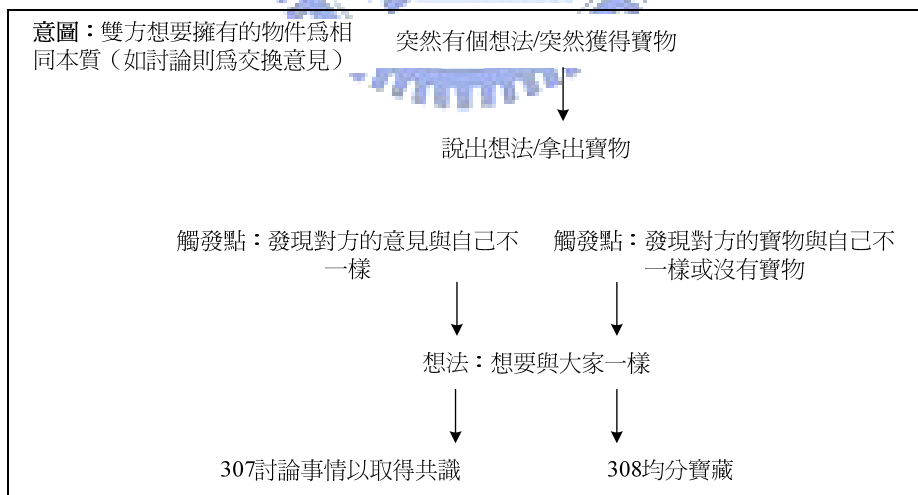 意圖：雙方想要擁有的物件爲相
同本質（如討論則爲交換意見）
突然有個想法/突然獲得寶物
說出想法/拿出寶物
觸發點：發現對方的意見與自己不
一樣
觸發點：發現對方的寶物與自己不
一樣或沒有寶物
想法：想要與大家一樣
307討論事情以取得共識
308均分寶藏